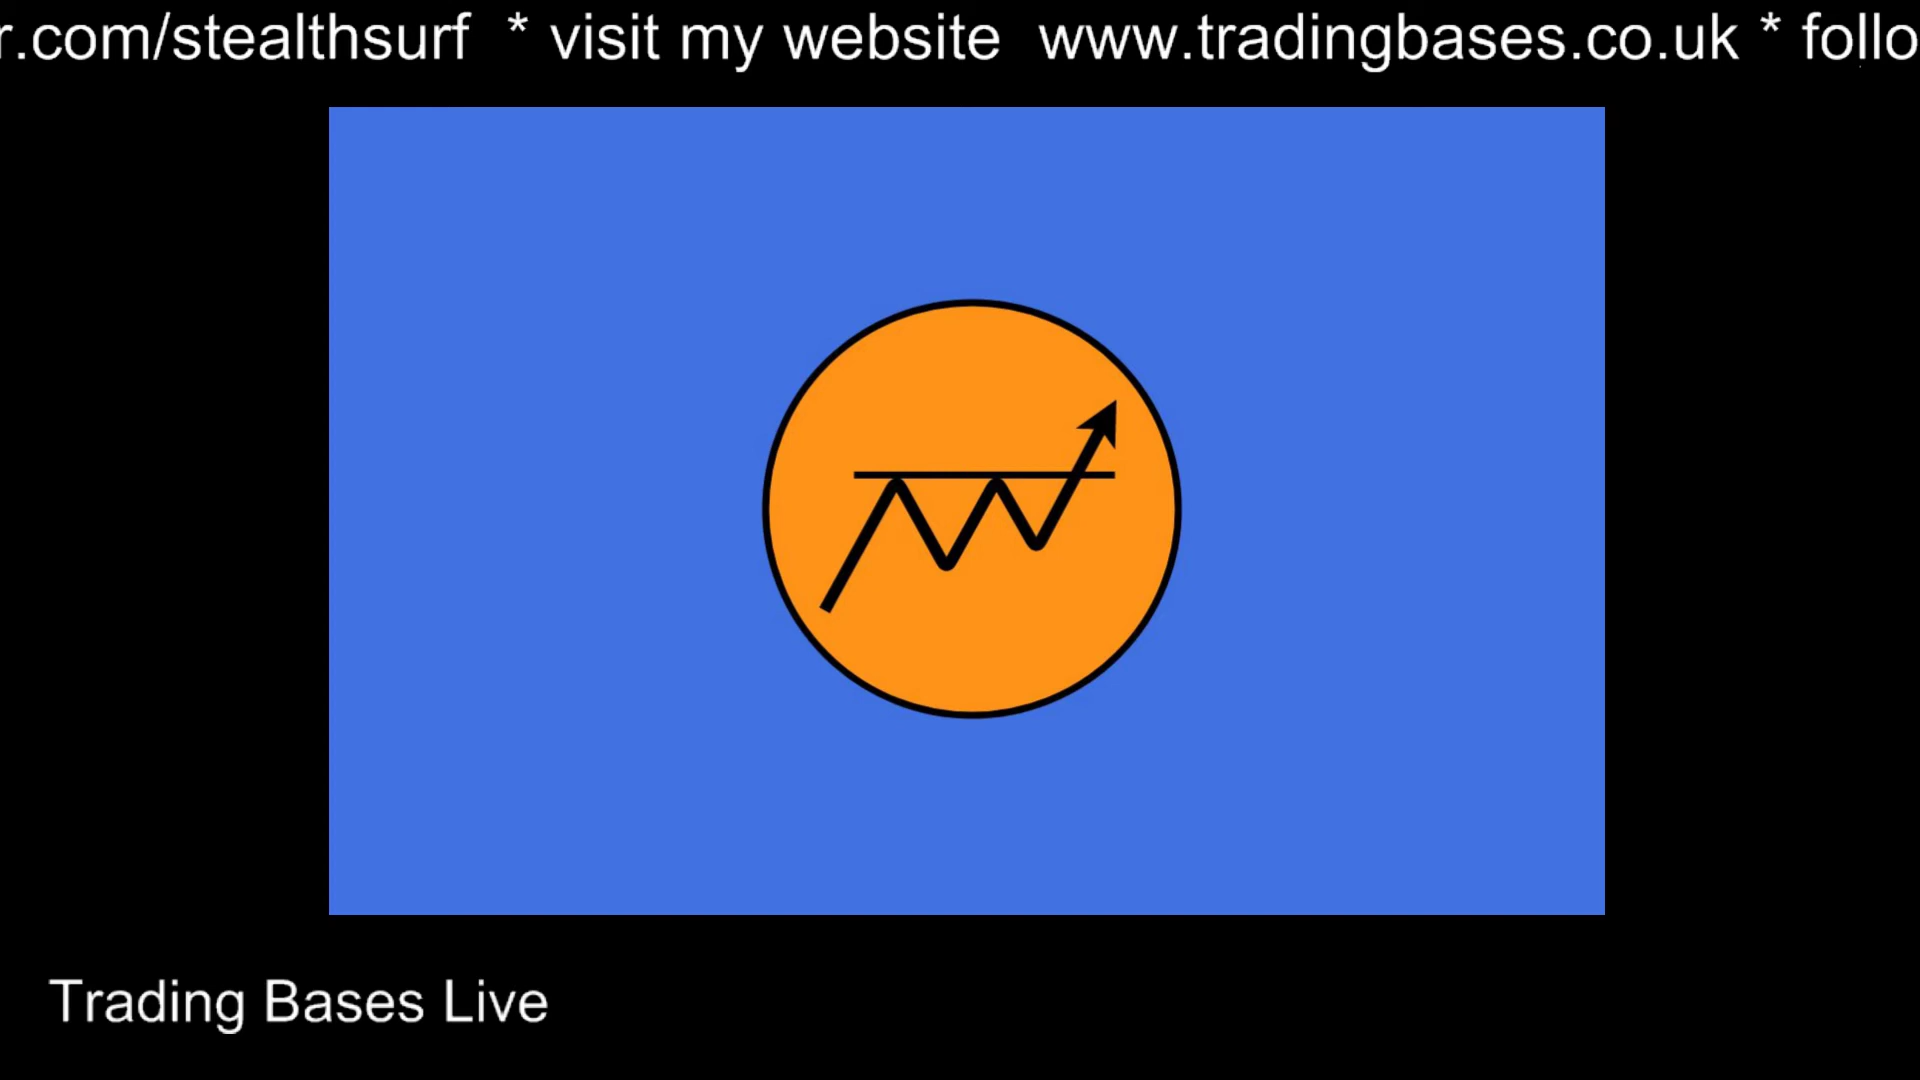 r.com/stealthsurf * visit my website www.tradingbases.co.uk * follo
Trading Bases Live